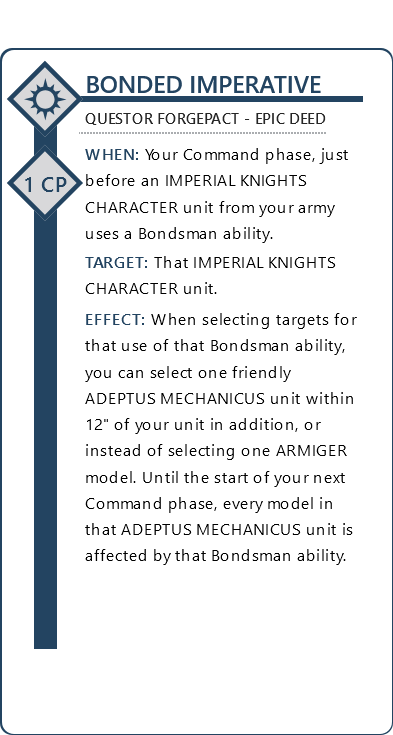 BONDED IMPERATIVE
QUESTOR FORGEPACT - EPIC DEED
1 CP
WHEN: Your Command phase, just
before an IMPERIAL KNIGHTS
CHARACTER unit from your army
uses a Bondsman ability.
TARGET: That IMPERIAL KNIGHTS
CHARACTER unit.
EFFECT: When selecting targets for
that use of that Bondsman ability,
you can select one friendly
ADEPTUS MECHANICUS unit within
12" of your unit in addition, or
instead of selecting one ARMIGER
model. Until the start of your next
Command phase, every model in
that ADEPTUS MECHANICUS unit is
affected by that Bondsman ability.